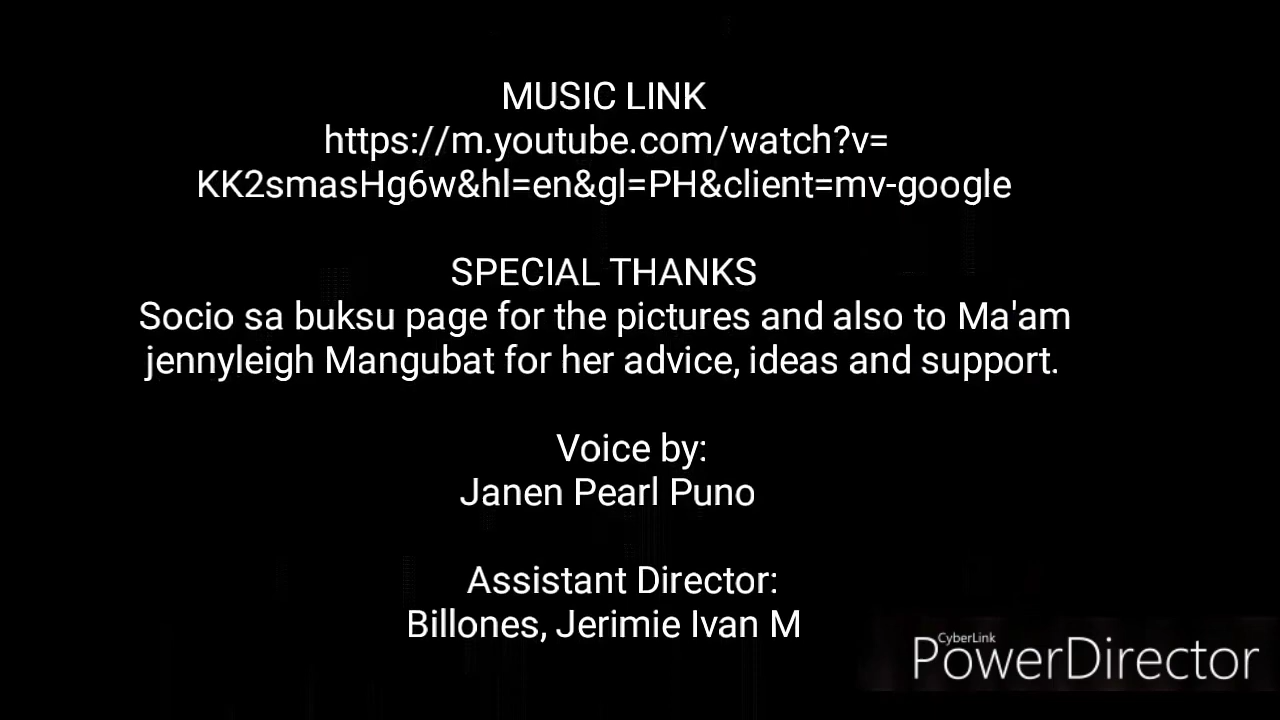 MUSIC LINK
https://m.youtube.com/watch?v=
KK2smasHg6w&hl=en&gl=PH&client=mv-google
SPECIAL THANKS
Socio sa buksu page for the pictures and also to Ma'am
jennyleigh Mangubat for her advice, ideas and support.
Voice by:
Janen Pearl Puno
Assistant Director:
Billones, Jerimie Ivan M
CyberLink
PowerDirector